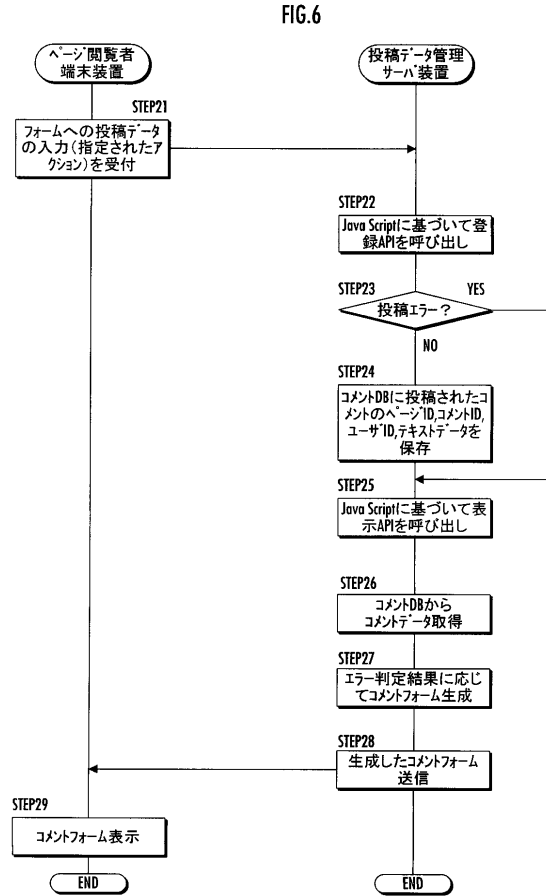 FIG.6
ページ閲覧者
端末装置
投稿データ管理
サーバ装置
STEP21
フォームへの投稿データ
の入力(指定されたア
クション)を受付
STEP22
Java Scriptに基づいて登
録APIを呼び出し
STEP23
YES
投稿エラー?
NO
STEP24
コメントDBに投稿されたコ
メントのページID,コメントID,
ユーザID,テキストデータを
保存
STEP25
Java Scriptに基づいて表
示APIを呼び出し
STEP26
コメントDBから
コメントデータ取得
STEP27
エラー判定結果に応じ
てコメントフォーム生成
STEP28
生成したコメントフォーム
送信
STEP29
コメントフォーム表示
END
END